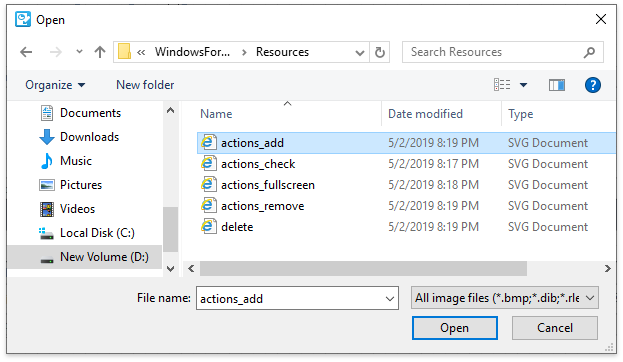 Open
« WindowsFor... > Resources >
Search Resources
Organize
New folder
?
Name Date modified Type
Documents
Downloads
Music
Pictures
Videos
Local Disk (C:)
New Volume (D:)
actions_add 5/2/2019 8:19 PM SVG Document
actions_check 5/2/2019 8:17 PM SVG Document
actions_fullscreen 5/2/2019 8:18 PM SVG Document
actions_remove 5/2/2019 8:19 PM SVG Document
delete 5/2/2019 8:19 PM SVG Document
File name: actions_add
All image files (*.bmp;*.dib;*.rle
Open
Cancel